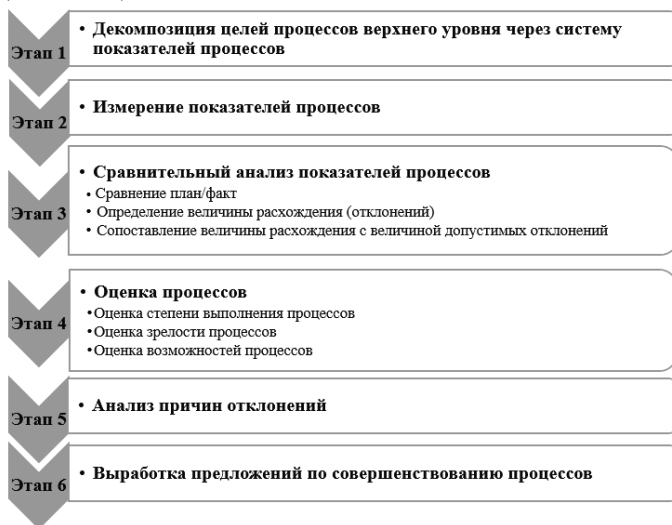 Этап 1
• Декомпозиция целей процессов верхнего уровня через систему
показателей процессов
Этап 2
• Измерение показателей процессов
Этап 3
• Сравнительный анализ показателей процессов
• Сравнение план/факт
• Определение величины расхождения (отклонений)
• Сопоставление величины расхождения с величиной допустимых отклонений
Этап 4
• Оценка процессов
• Оценка степени выполнения процессов
• Оценка зрелости процессов
• Оценка возможностей процессов
Этап 5
• Анализ причин отклонений
Этап 6
• Выработка предложений по совершенствованию процессов